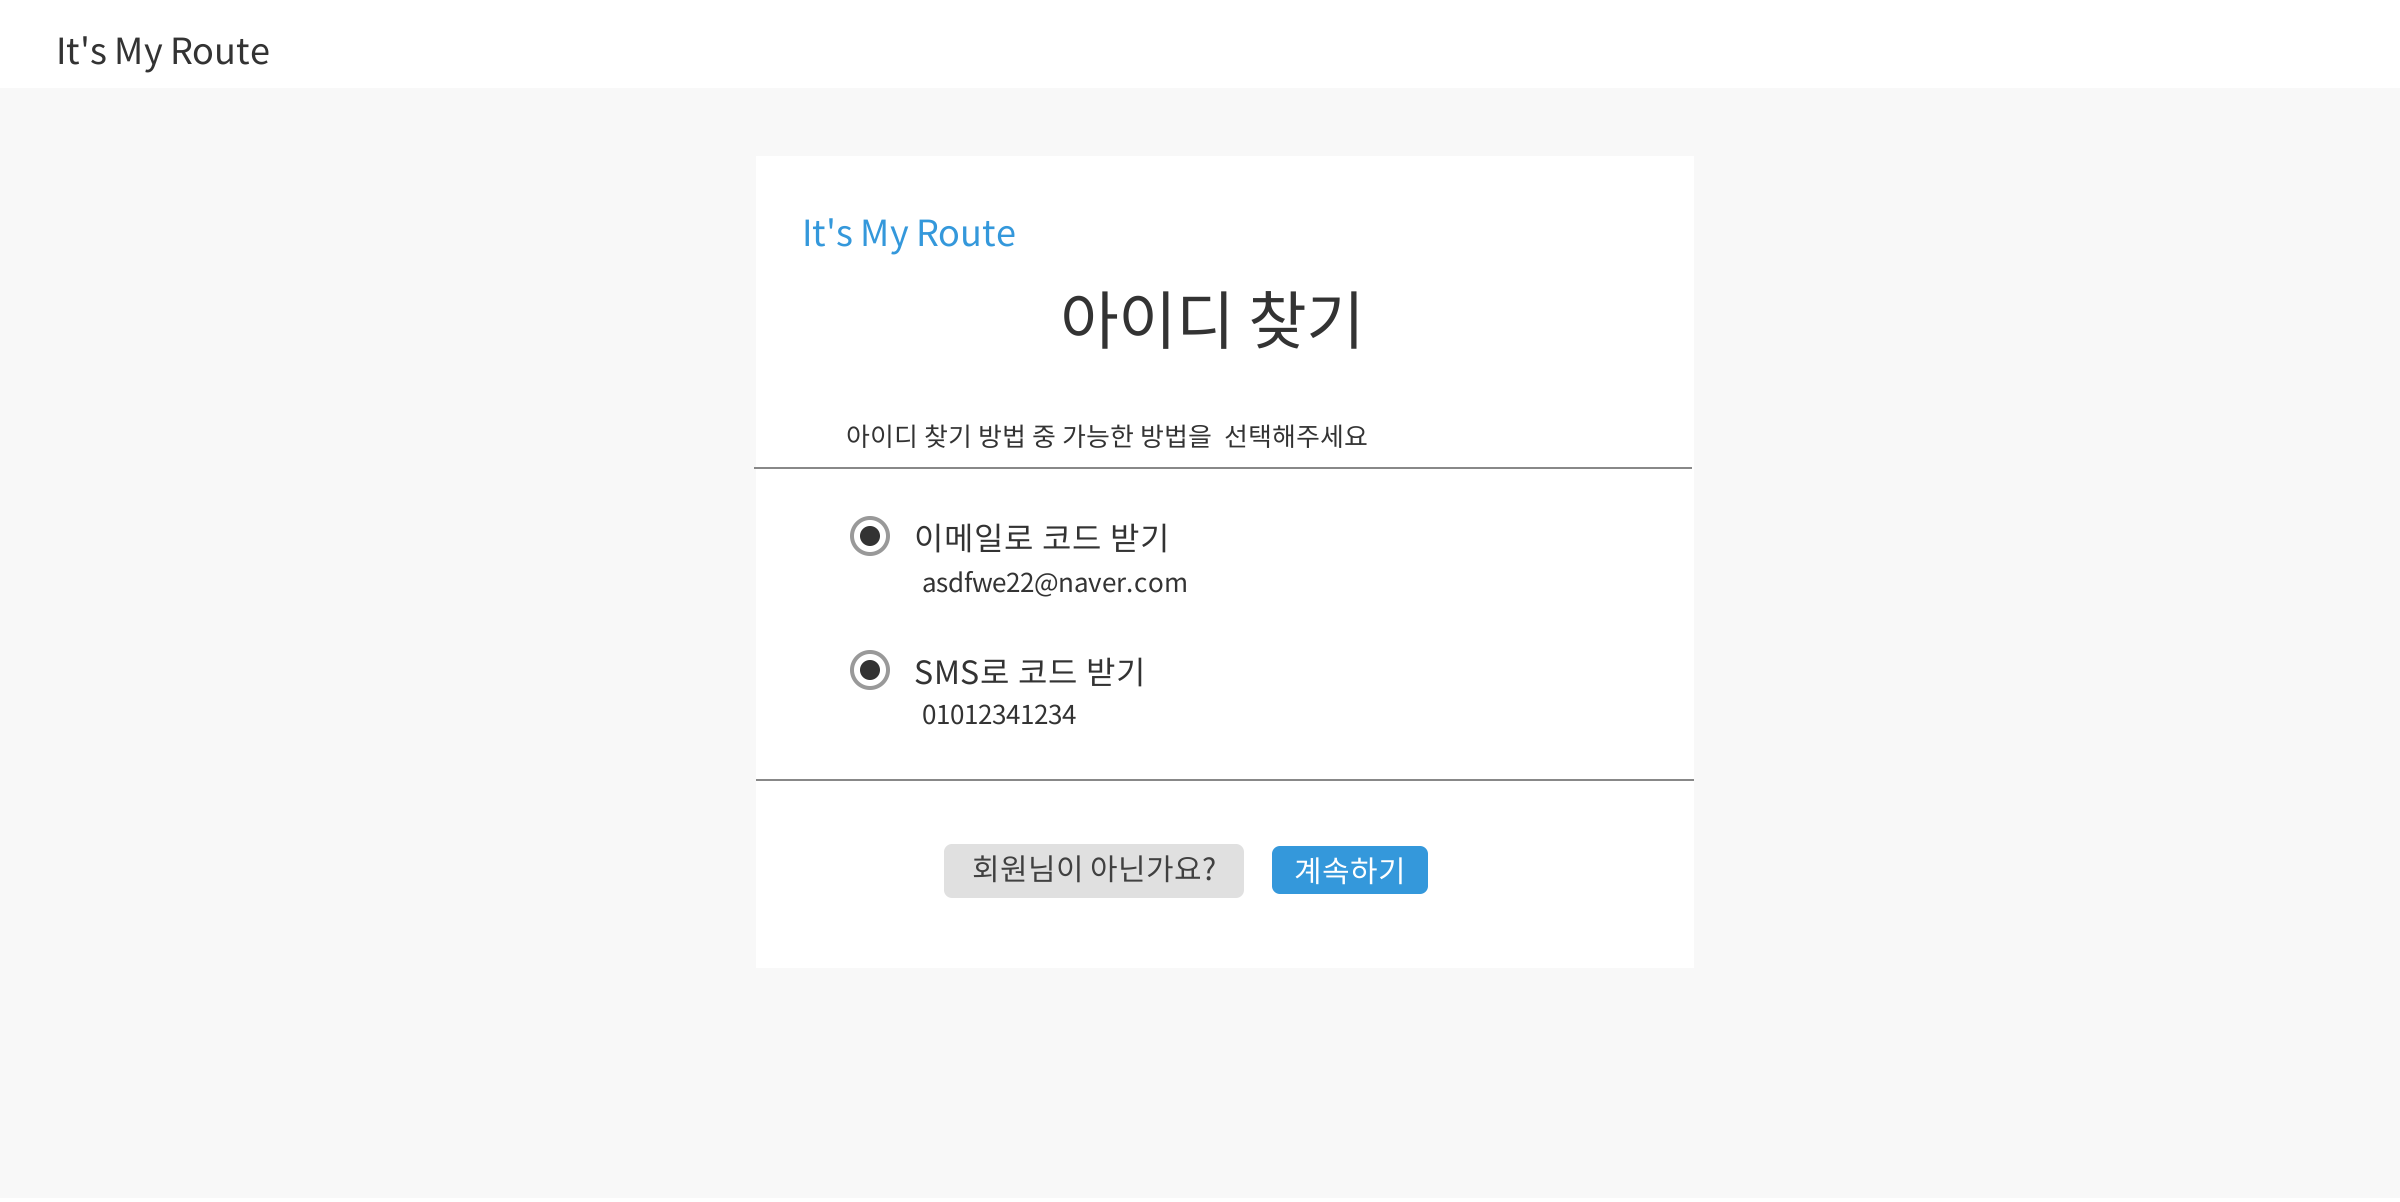 It's My Route
It's My Route
아이디 찾기
아이디 찾기 방법 중 가능한 방법을 선택해주세요
이메일로 코드 받기
asdfwe22@naver.com
SMS로 코드 받기
01012341234
회원님이 아닌가요?
계속하기